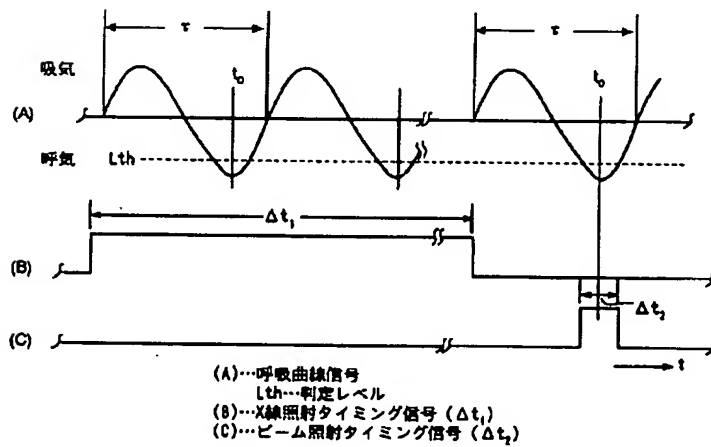 τ
τ
吸気
t₀
t₀
(A)
呼気 Lth
Δt₁
(B)
Δt₂
(C)
t
(A)…呼吸曲線信号
Lth…判定レベル
(B)…X線照射タイミング信号 (Δt₁)
(C)…ビーム照射タイミング信号 (Δt₂)